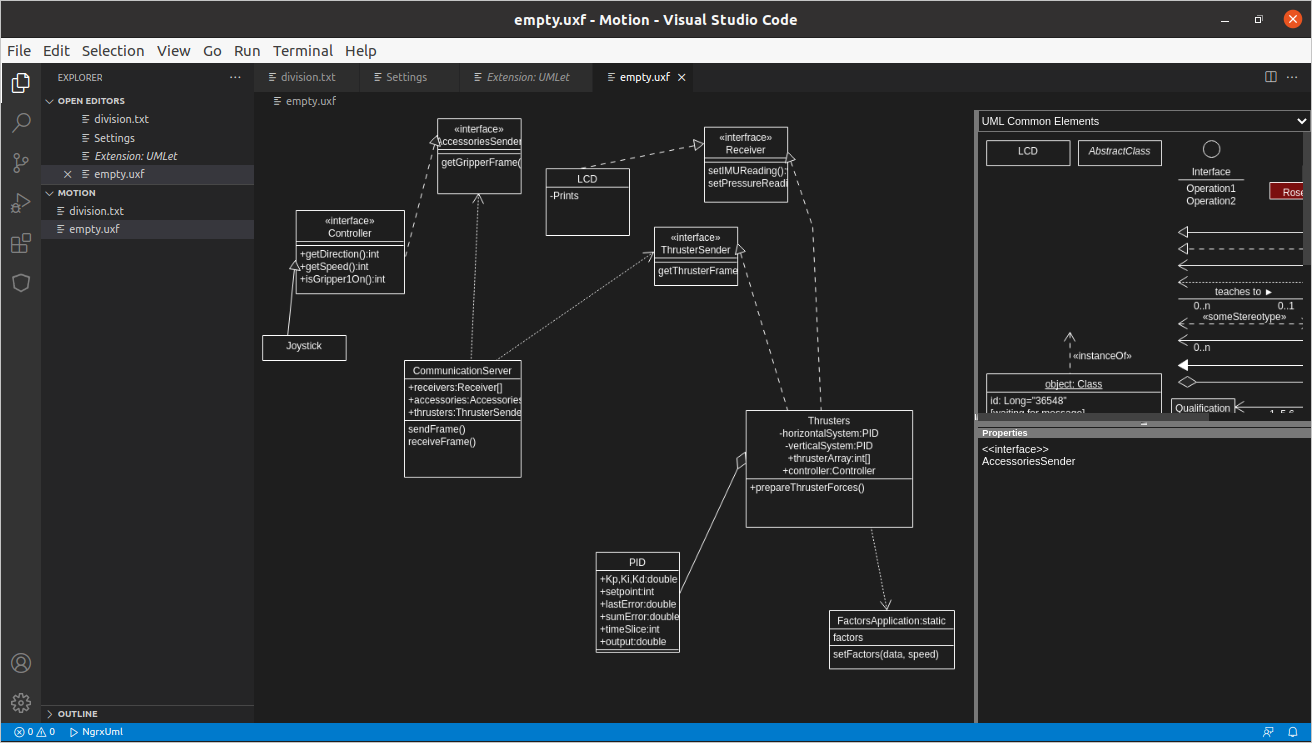 empty.uxf - Motion - Visual Studio Code
File Edit Selection View Go Run Terminal Help
EXPLORER
OPEN EDITORS
division.txt
Settings
Extension: UMLet
empty.uxf
MOTION
division.txt
empty.uxf
OUTLINE
division.txt
Settings
Extension: UMLet
empty.uxf
empty.uxf
«interface»
AccessoriesSender
getGripperFrame(
«interfrace»
Receiver
setIMUReading():
setPressureReadi
LCD
-Prints
«interface»
Controller
+getDirection():int
+getSpeed():int
+isGripper1On():int
«interface»
ThrusterSender
getThrusterFrame
Joystick
CommunicationServer
+receivers:Receiver[]
+accessories:Accessories
+thrusters:ThrusterSende
sendFrame()
receiveFrame()
Thrusters
-horizontalSystem:PID
-verticalSystem:PID
+thrusterArray:int[]
+controller:Controller
+prepareThrusterForces()
PID
+Kp,Ki,Kd:double
+setpoint:int
+lastError:double
+sumError:double
+timeSlice:int
+output:double
FactorsApplication:static
factors
setFactors(data, speed)
UML Common Elements
LCD
AbstractClass
Interface
Operation1
Operation2
Rose
teaches to ►
0..n 0..1
«someStereotype»
0..n
«instanceOf»
object: Class
id: Long="36548"
[waiting for message]
Qualification
1, 5.6
Properties
<<interface>>
AccessoriesSender
0 0 NgrxUml